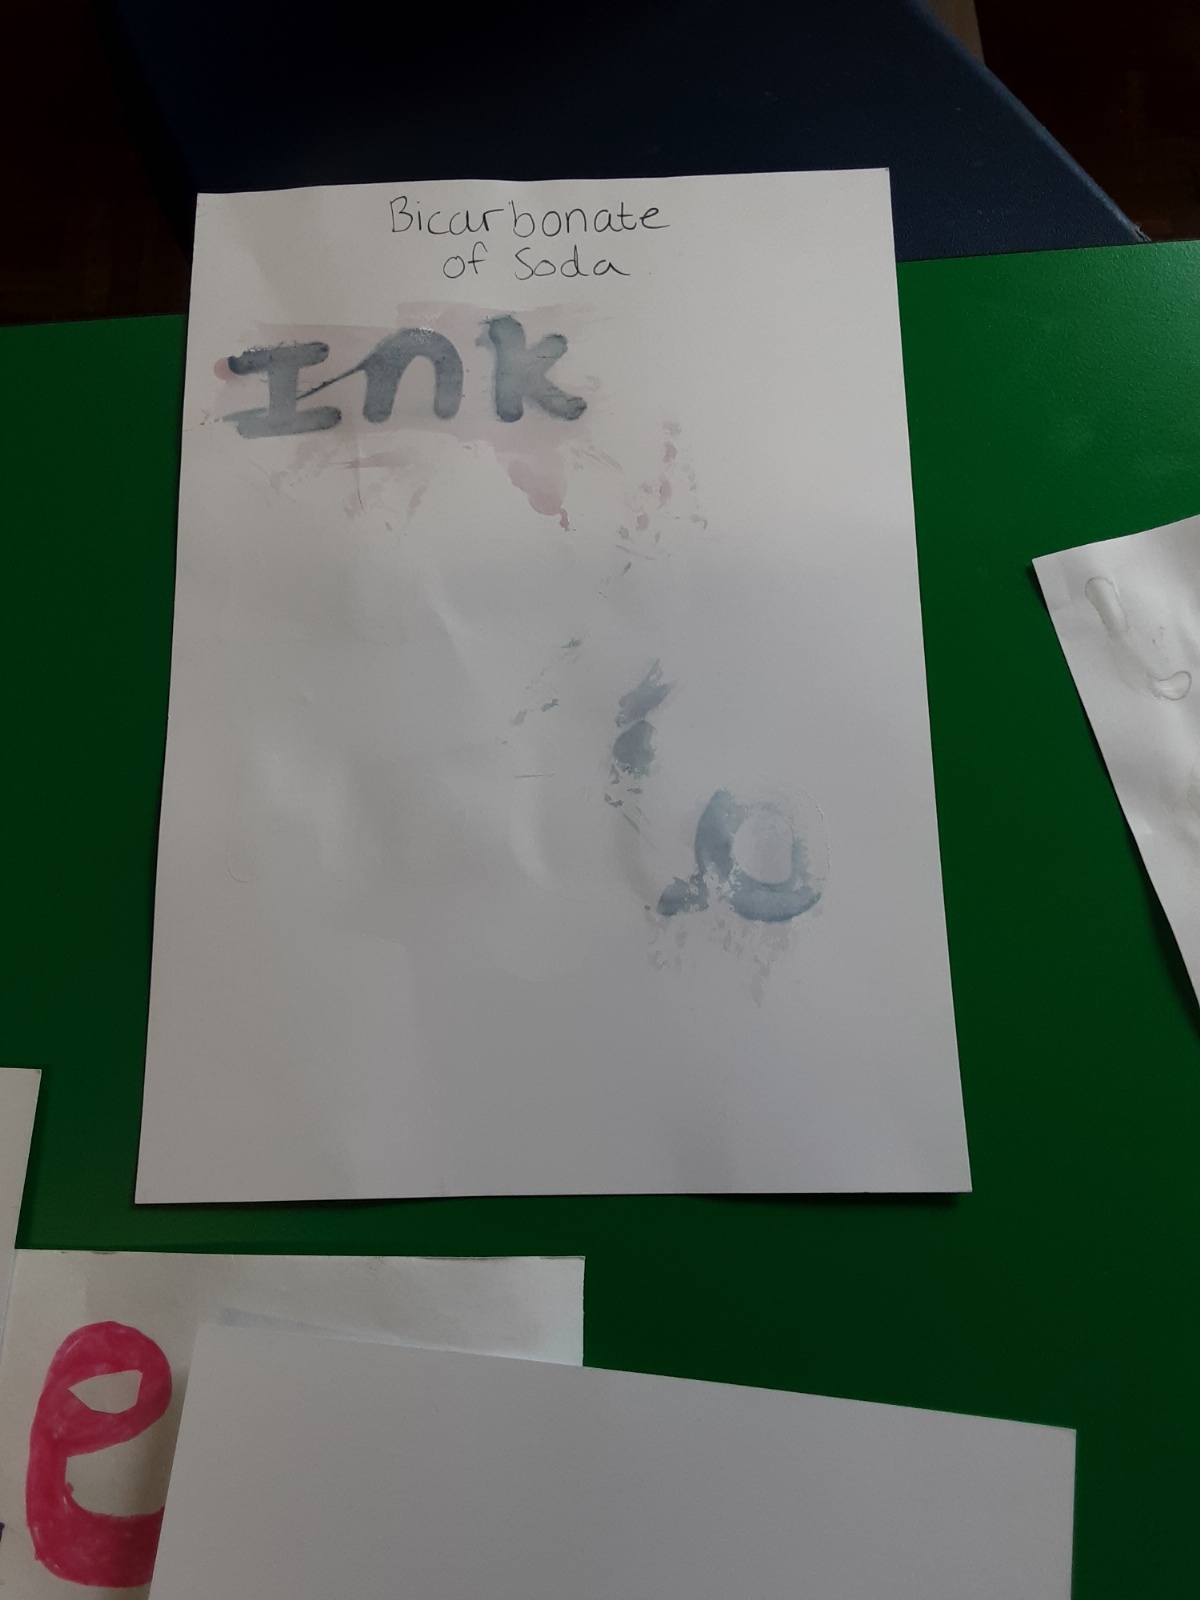 Bicarbonate
of Soda
Ink
e